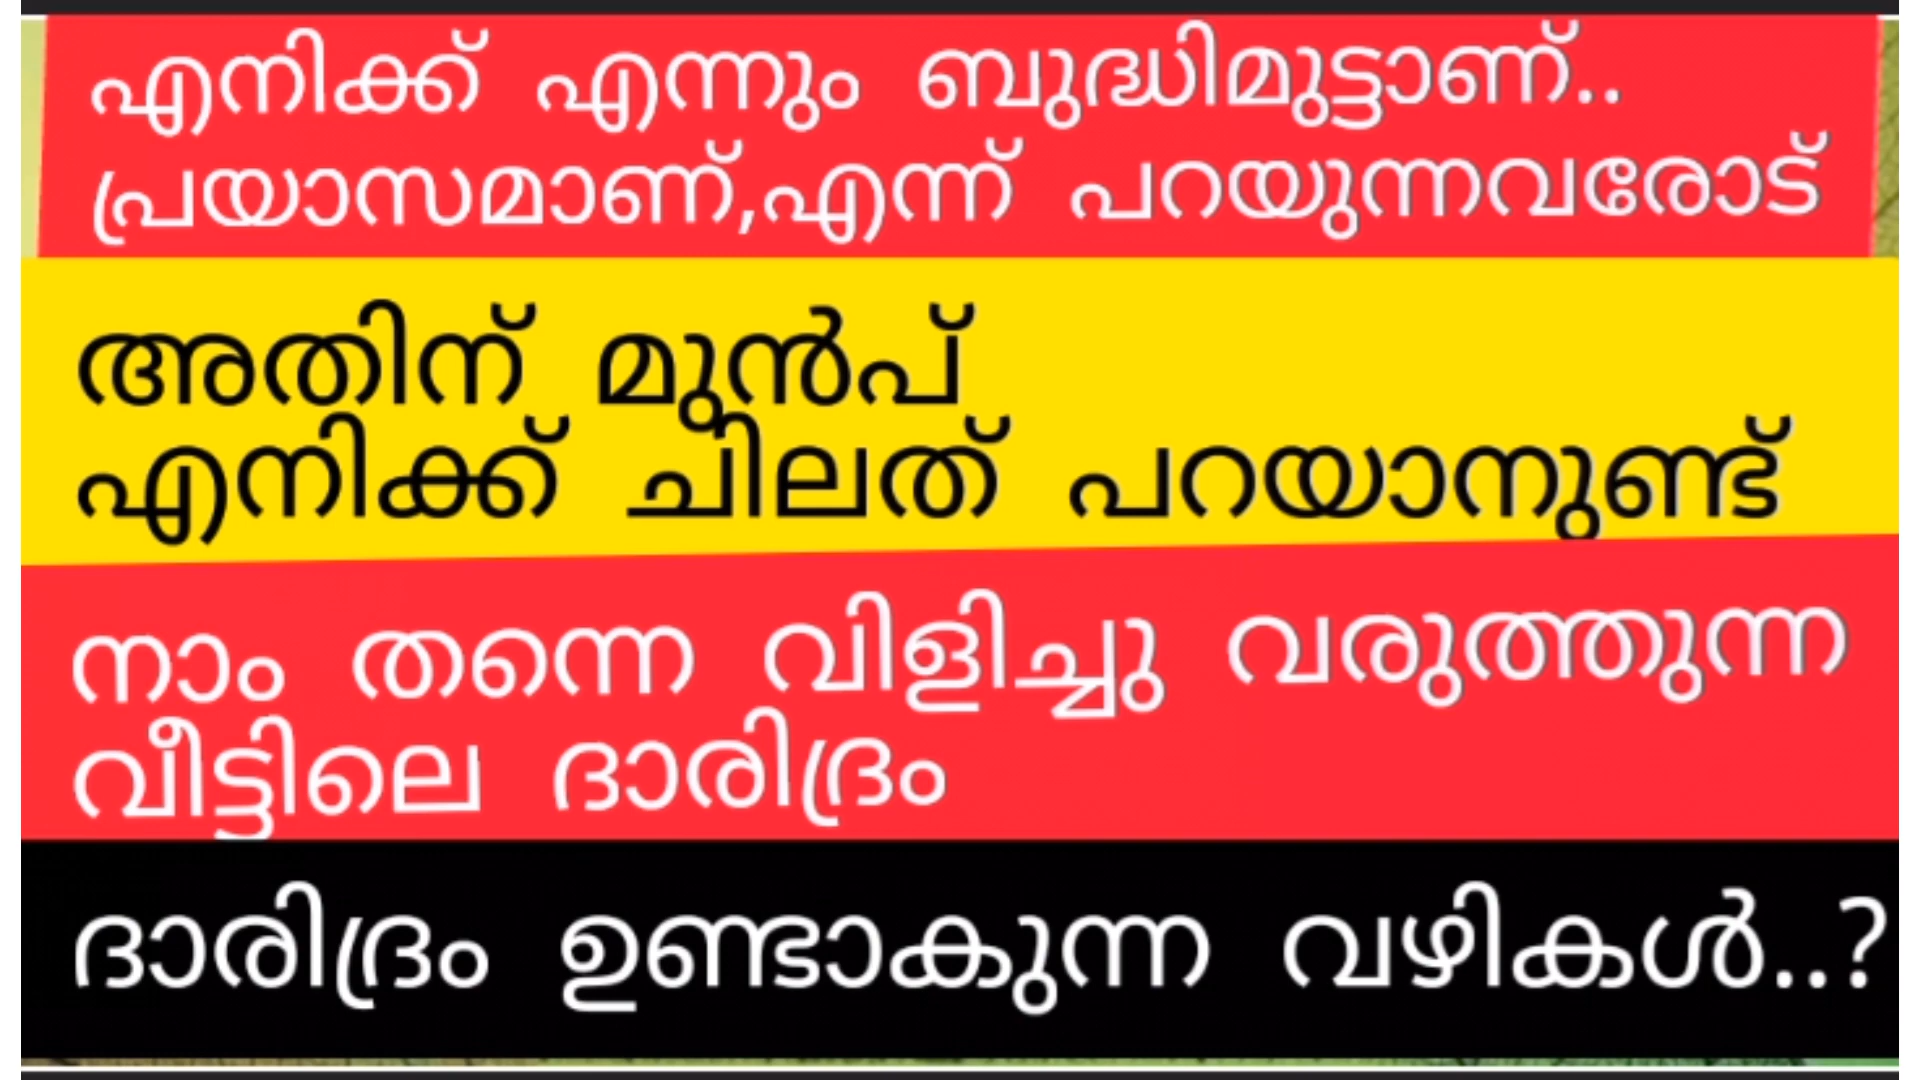 എനിക്ക് എന്നും ബുദ്ധിമുട്ടാണ്..
പ്രയാസമാണ്,എന്ന് പറയുന്നവരോട്
അതിന് മുൻപ്
എനിക്ക് ചിലത് പറയാനുണ്ട്
നാം തന്നെ വിളിച്ചു വരുത്തുന്ന
വീട്ടിലെ ദാരിദ്രം
ദാരിദ്രം ഉണ്ടാകുന്ന വഴികൾ..?